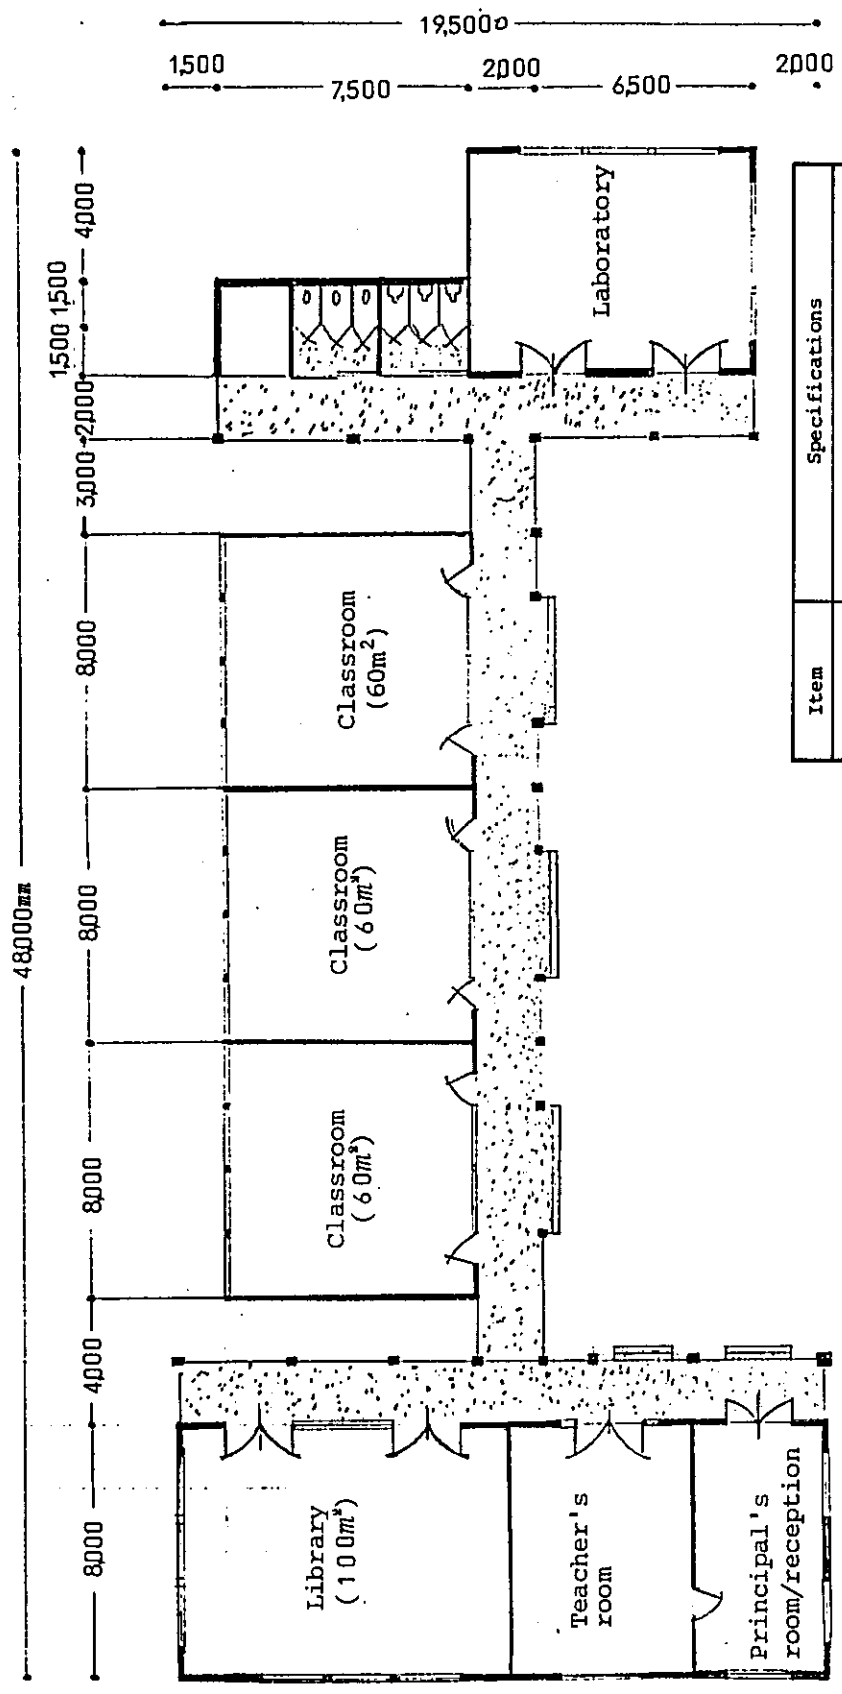 48,000mm
8,000
4,000
8,000
8,000
8,000
3,000
2,000
1,500
1,500
4,000
1,500
7,500
2,000
6,500
2,000
19,500
Library
(100m²)
Teacher's
room
Principal's
room/reception
Classroom
(60m²)
Classroom
(60m²)
Classroom
(60m²)
Laboratory
Item
Specifications